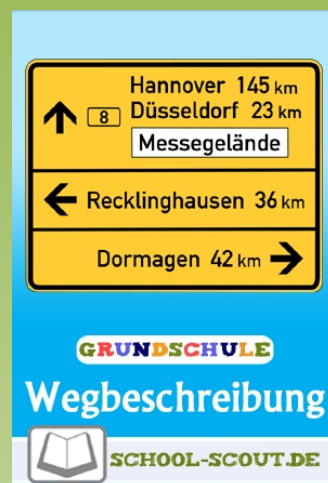 Hannover 145 km
8 Düsseldorf 23 km
Messegelände
Recklinghausen 36 km
Dormagen 42 km
GRUNDSCHULE
Wegbeschreibung
SCHOOL-SCOUT.DE